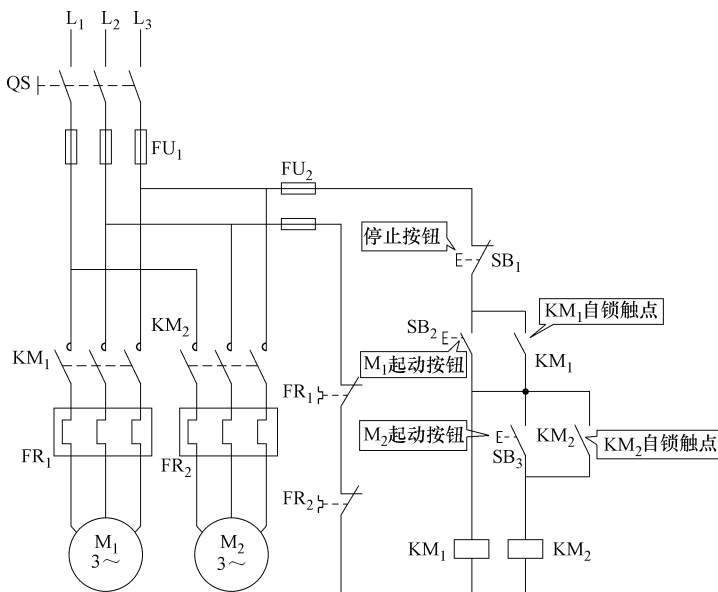 L₁ L₂ L₃
QS
FU₁
FU₂
停止按钮
SB₁
KM₂
SB₂
KM₁自锁触点
KM₁
M₁起动按钮
KM₁
FR₁
M₂起动按钮
KM₂
SB₃
KM₂自锁触点
FR₁
FR₂
FR₂
M₁
3～
M₂
3～
KM₁
KM₂